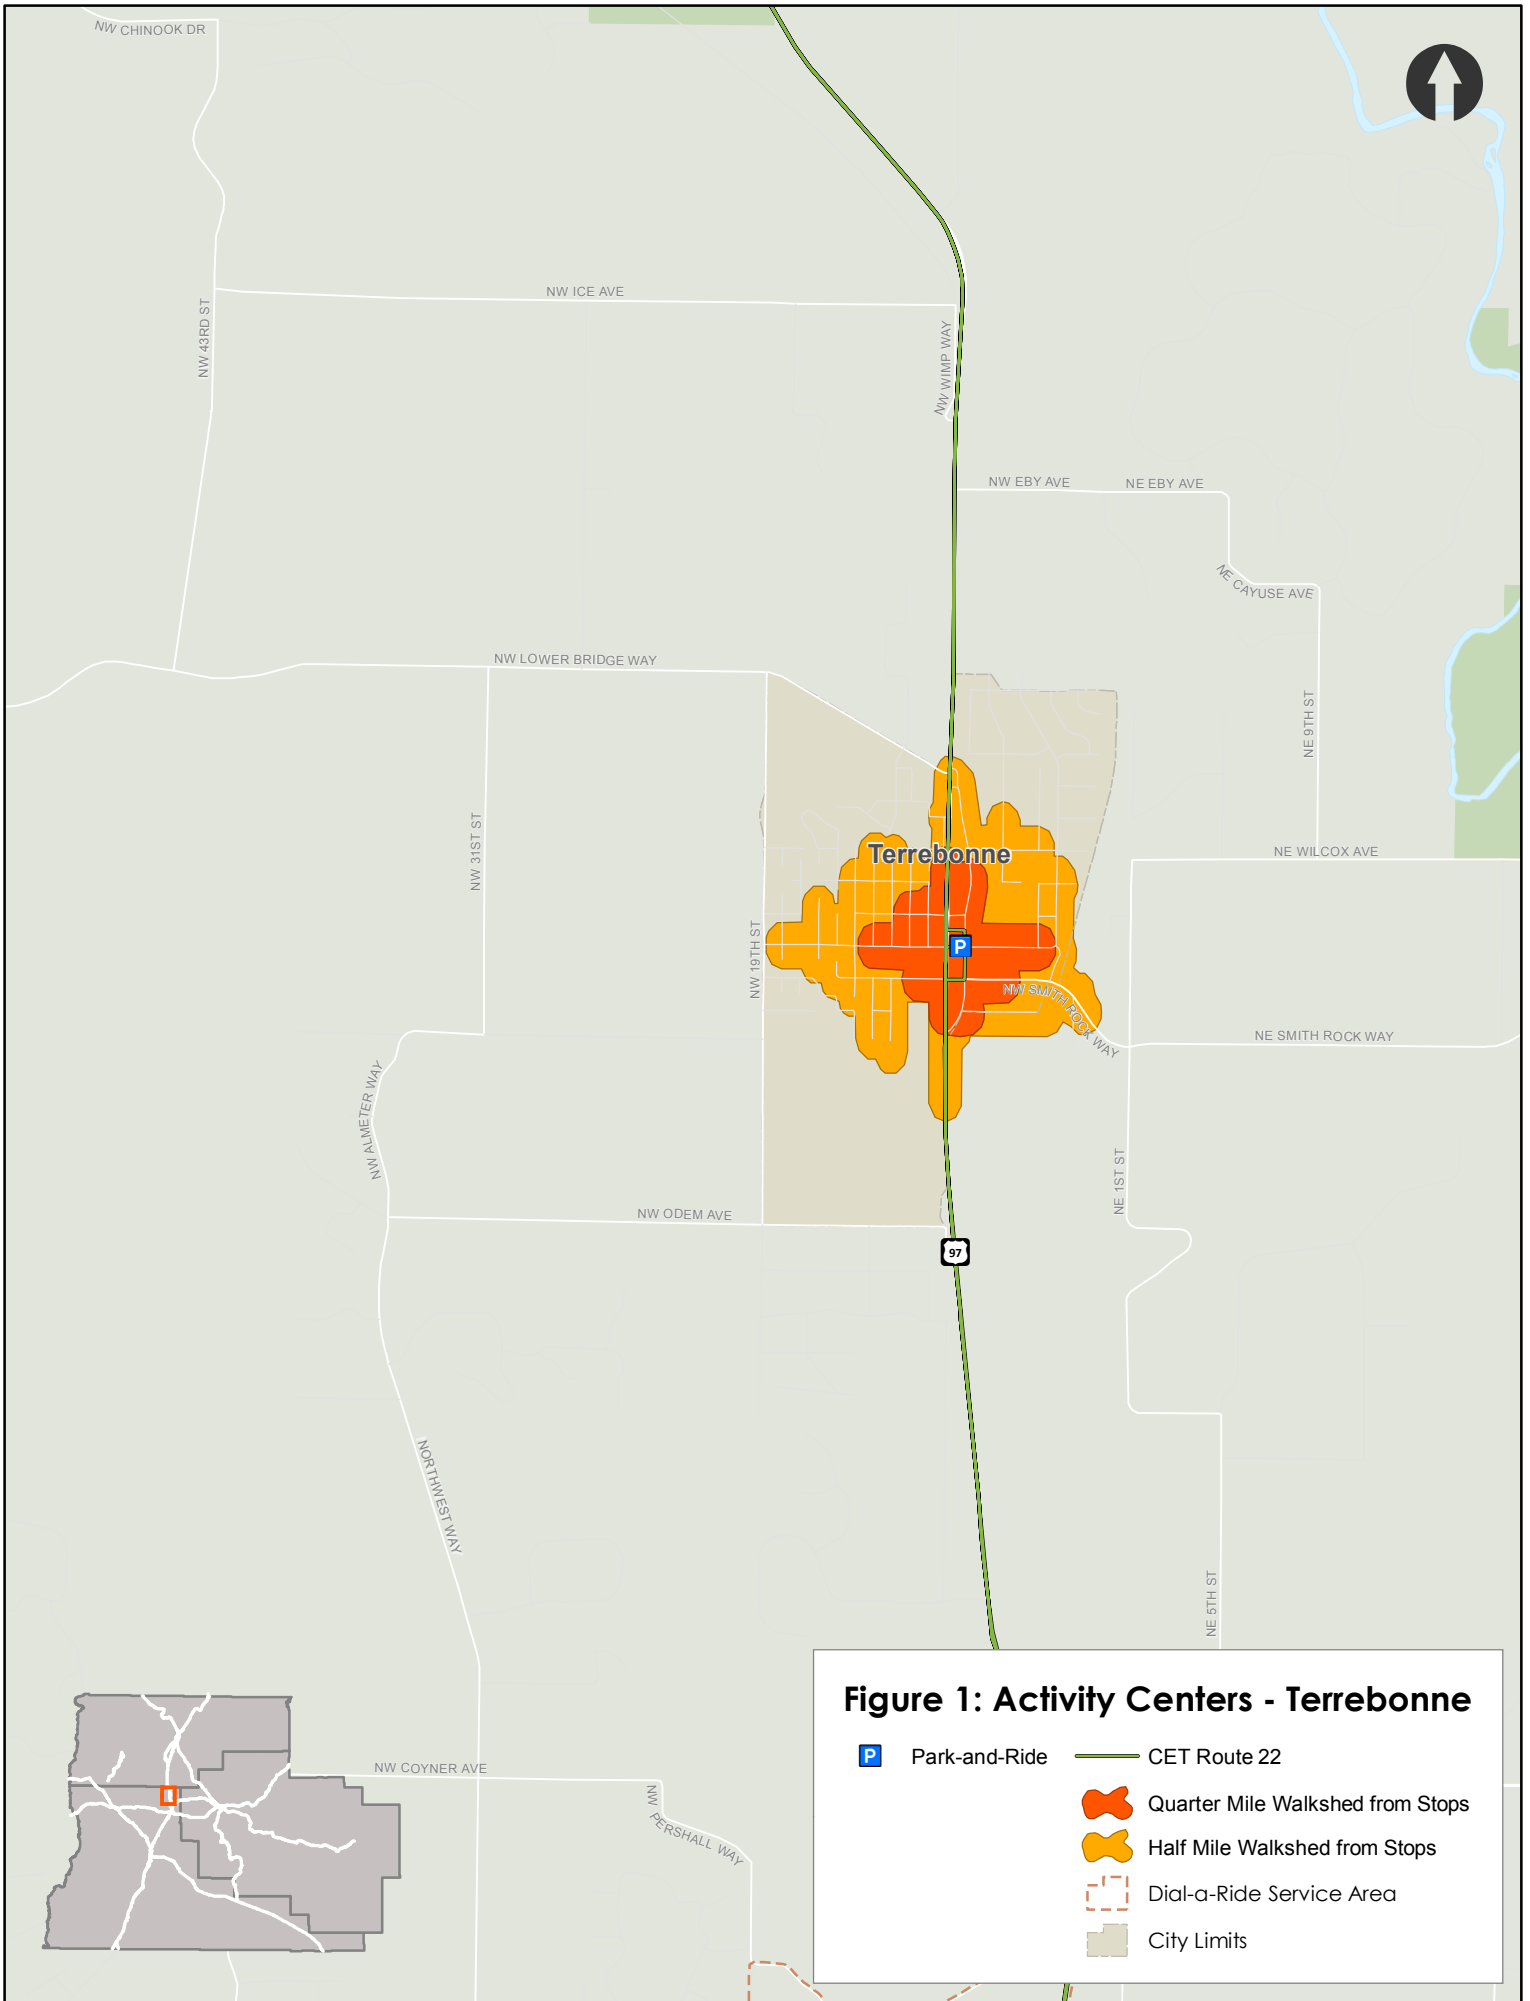 NW CHINOOK DR
NW ICE AVE
NW 43RD ST
NW WIMP WAY
NW EBY AVE
NE EBY AVE
NE CAYUSE AVE
NW LOWER BRIDGE WAY
NE 9TH ST
NW 31ST ST
Terrebonne
NE WILCOX AVE
NW 19TH ST
P
NW SMITH ROCK WAY
NE SMITH ROCK WAY
NW ALMETER WAY
NE 1ST ST
NW ODEM AVE
97
NORTHWEST WAY
NE 5TH ST
NW COYNER AVE
NW PERSHALL WAY
Figure 1: Activity Centers - Terrebonne
P Park-and-Ride
CET Route 22
Quarter Mile Walkshed from Stops
Half Mile Walkshed from Stops
Dial-a-Ride Service Area
City Limits